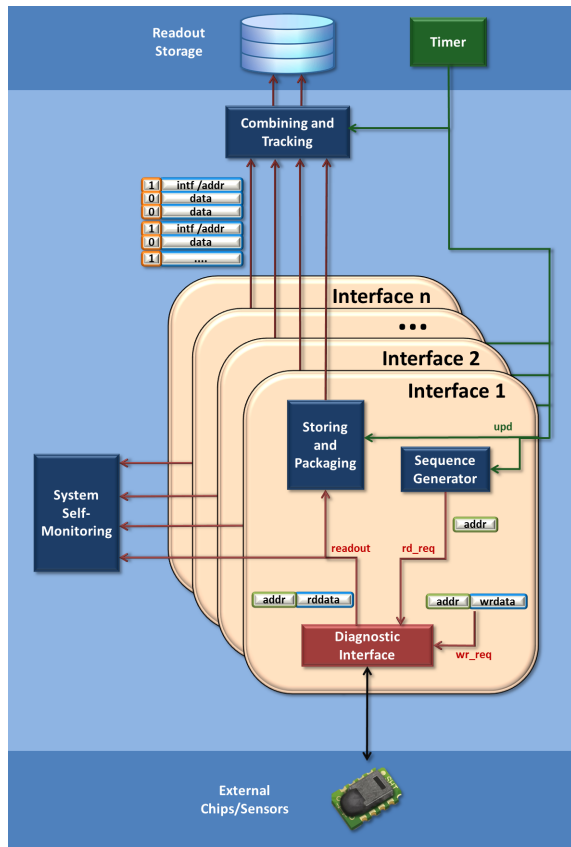 Readout
Storage
Timer
Combining and
Tracking
1 intf /addr
0 data
0 data
1 intf /addr
0 data
1 ....
Interface n
...
Interface 2
Interface 1
Storing
and
Packaging
upd
Sequence
Generator
System
Self-
Monitoring
addr
readout
rd_req
addr rddata
addr wrdata
Diagnostic
Interface
wr_req
External
Chips/Sensors